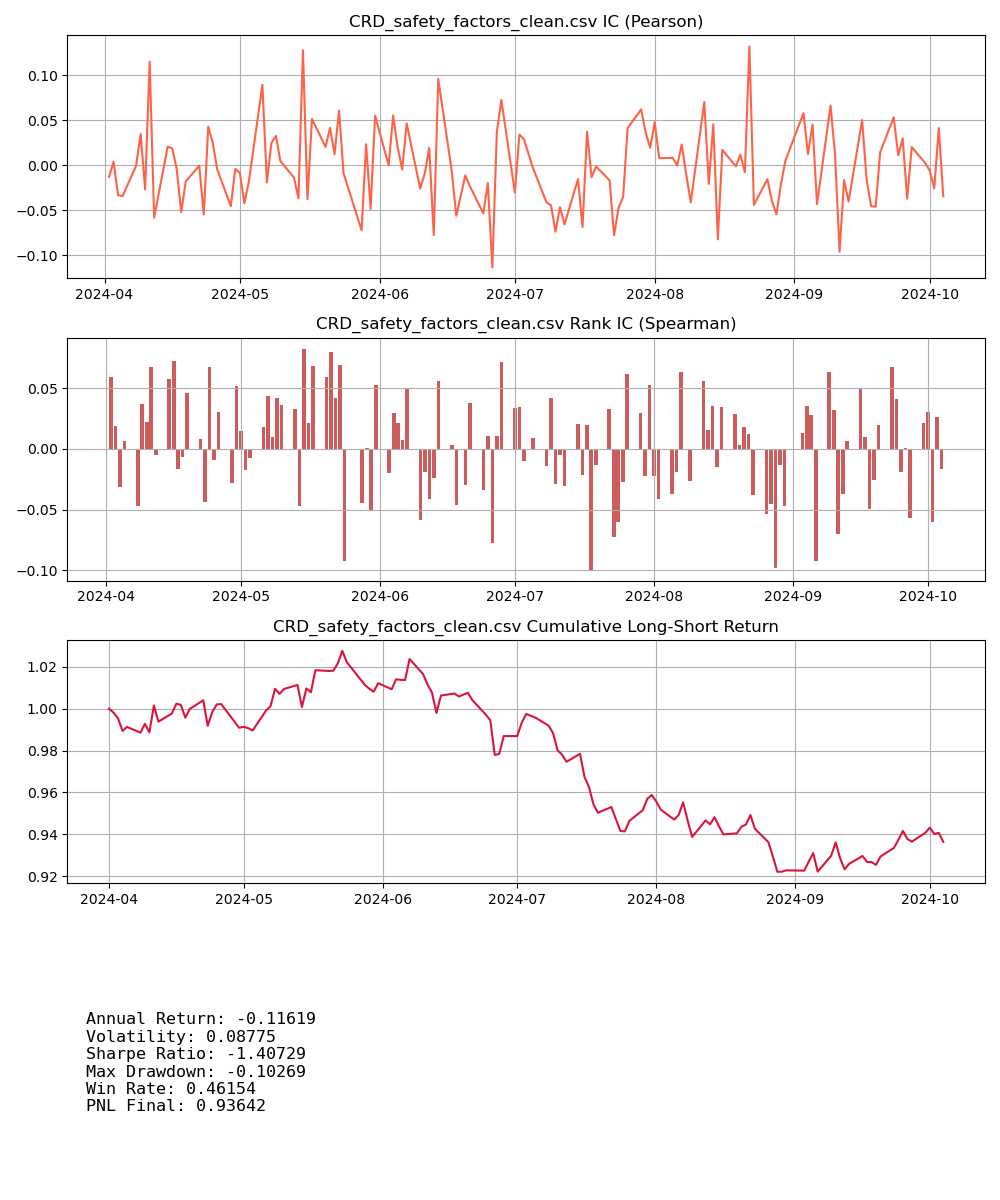 CRD_safety_factors_clean.csv IC (Pearson)
0.10
0.05
0.00
−0.05
−0.10
2024-04 2024-05 2024-06 2024-07 2024-08 2024-09 2024-10
CRD_safety_factors_clean.csv Rank IC (Spearman)
0.05
0.00
−0.05
−0.10
2024-04 2024-05 2024-06 2024-07 2024-08 2024-09 2024-10
CRD_safety_factors_clean.csv Cumulative Long-Short Return
1.02
1.00
0.98
0.96
0.94
0.92
2024-04 2024-05 2024-06 2024-07 2024-08 2024-09 2024-10
Annual Return: -0.11619
Volatility: 0.08775
Sharpe Ratio: -1.40729
Max Drawdown: -0.10269
Win Rate: 0.46154
PNL Final: 0.93642